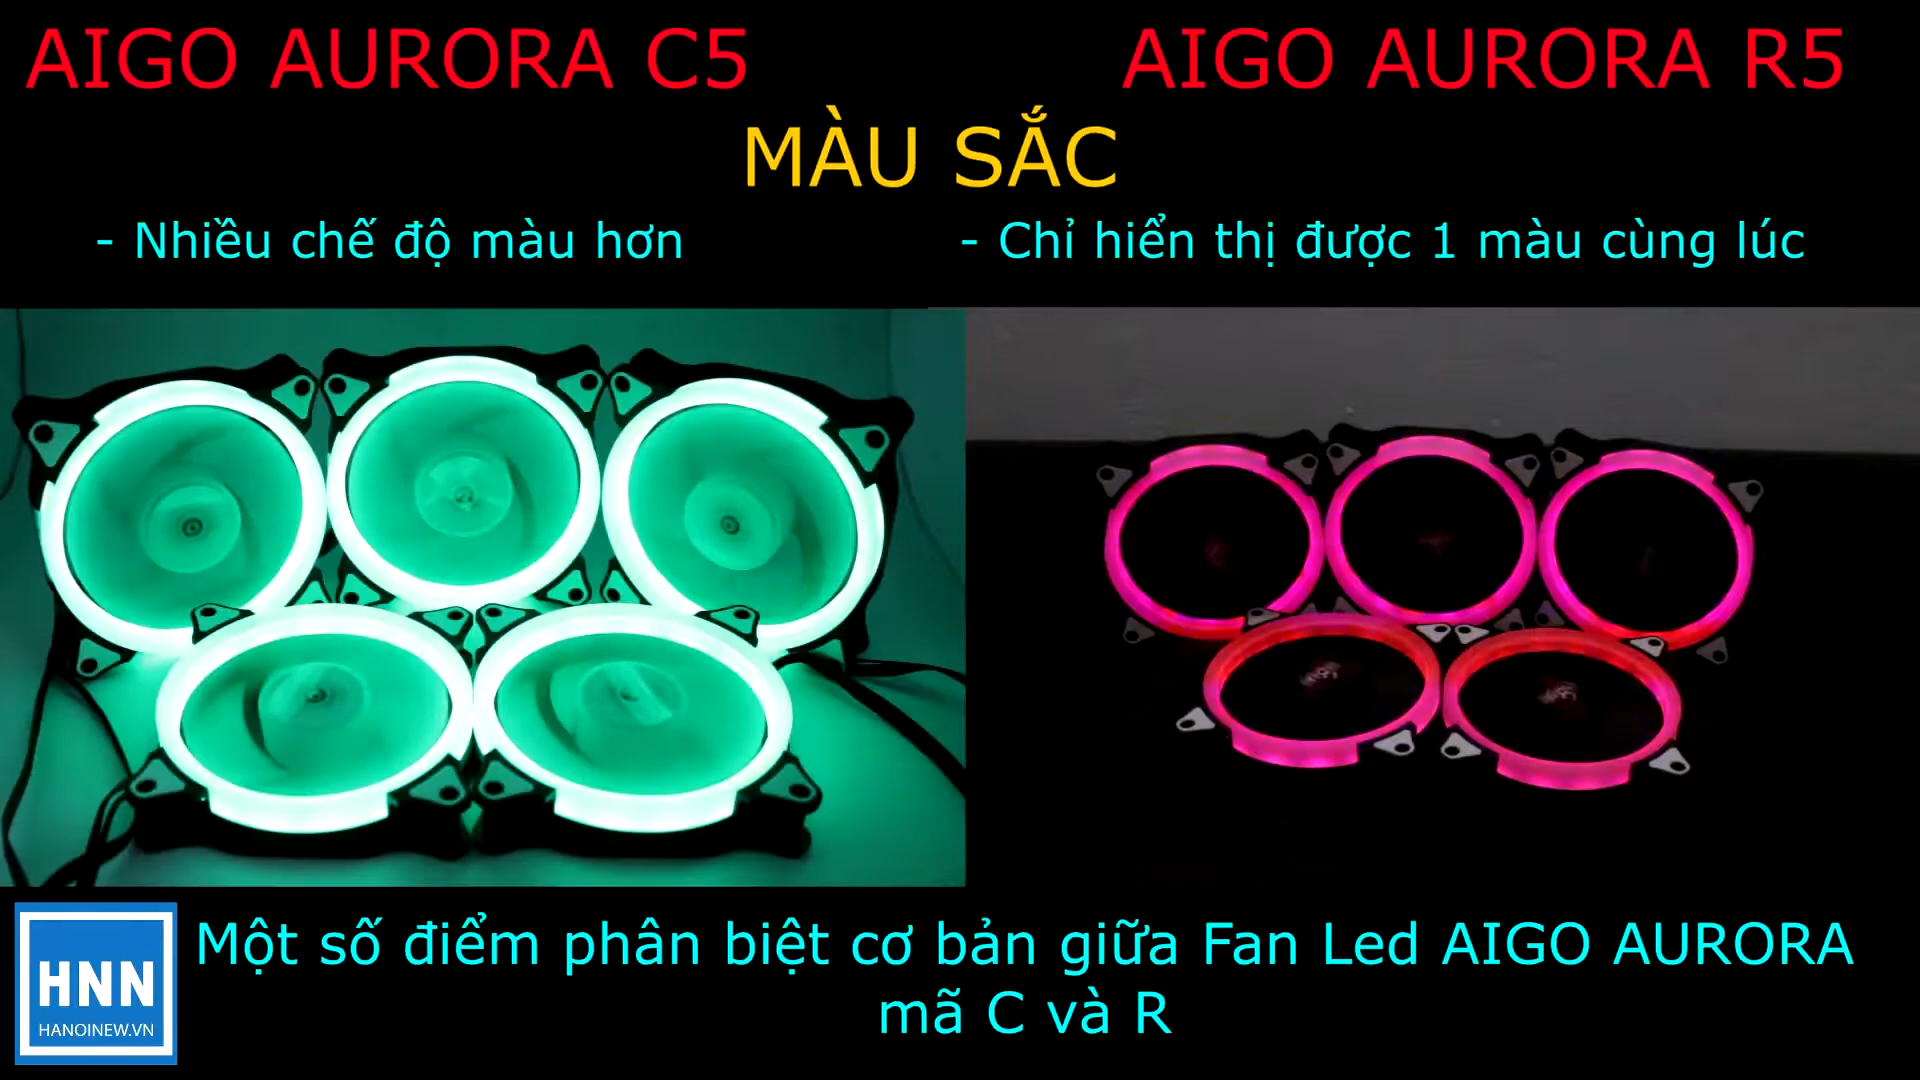 AIGO AURORA C5
AIGO AURORA R5
MÀU SẮC
- Nhiều chế độ màu hơn
- Chỉ hiển thị được 1 màu cùng lúc
HNN
HANOINEW.VN
Một số điểm phân biệt cơ bản giữa Fan Led AIGO AURORA
mã C và R